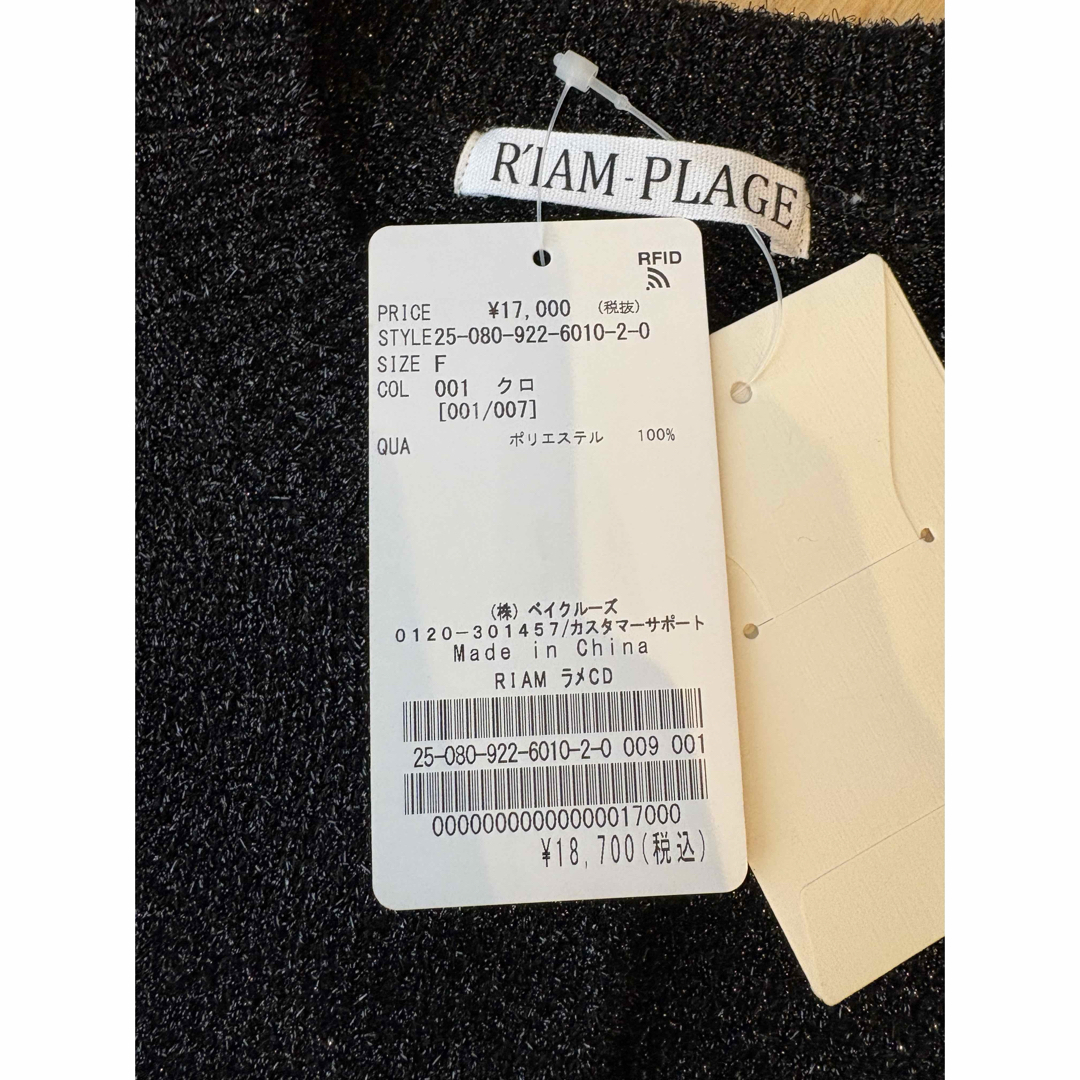 R'IAM-PLAGE
RFID
PRICE ¥17,000 (税抜)
STYLE25-080-922-6010-2-0
SIZE F
COL 001 クロ
[001/007]
QUA ポリエステル 100%
(株) ベイクルーズ
0120-301457/カスタマーサポート
Made in China
RIAM ラメCD
25-080-922-6010-2-0 009 001
00000000000000017000
¥18,700(税込)